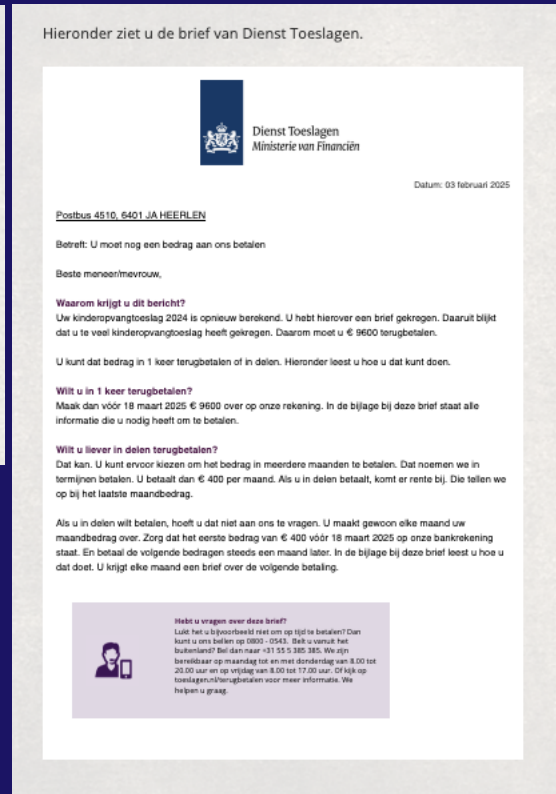 Hieronder ziet u de brief van Dienst Toeslagen.
Dienst Toeslagen
Ministerie van Financiën
Datum: 03 februari 2025
Postbus 4510, 6401 JA HEERLEN
Betreft: U moet nog een bedrag aan ons betalen
Beste meneer/mevrouw,
Waarom krijgt u dit bericht?
Uw kinderopvangtoeslag 2024 is opnieuw berekend. U hebt hierover een brief gekregen. Daaruit blijkt
dat u te veel kinderopvangtoeslag heeft gekregen. Daarom moet u € 9600 terugbetalen.
U kunt dat bedrag in 1 keer terugbetalen of in delen. Hieronder leest u hoe u dat kunt doen.
Wilt u in 1 keer terugbetalen?
Maak dan vóór 18 maart 2025 € 9600 over op onze rekening. In de bijlage bij deze brief staat alle
informatie die u nodig heeft om te betalen.
Wilt u liever in delen terugbetalen?
Dat kan. U kunt ervoor kiezen om het bedrag in meerdere maanden te betalen. Dat noemen we in
termijnen betalen. U betaalt dan € 400 per maand. Als u in delen betaalt, komt er rente bij. Die tellen we
op bij het laatste maandbedrag.
Als u in delen wilt betalen, hoeft u dat niet aan ons te vragen. U maakt gewoon elke maand uw
maandbedrag over. Zorg dat het eerste bedrag van € 400 vóór 18 maart 2025 op onze bankrekening
staat. En betaal de volgende bedragen steeds een maand later. In de bijlage bij deze brief leest u hoe u
dat doet. U krijgt elke maand een brief over de volgende betaling.
Hebt u vragen over deze brief?
Lukt het u bijvoorbeeld niet om op tijd te betalen? Dan
kunt u ons bellen op 0800 - 0543. Belt u vanuit het
buitenland? Bel dan naar +31 55 5 385 385. We zijn
bereikbaar op maandag tot en met donderdag van 8.00 tot
20.00 uur en op vrijdag van 8.00 tot 17.00 uur. Of kijk op
toeslagen.nl/terugbetalen voor meer informatie. We
helpen u graag.